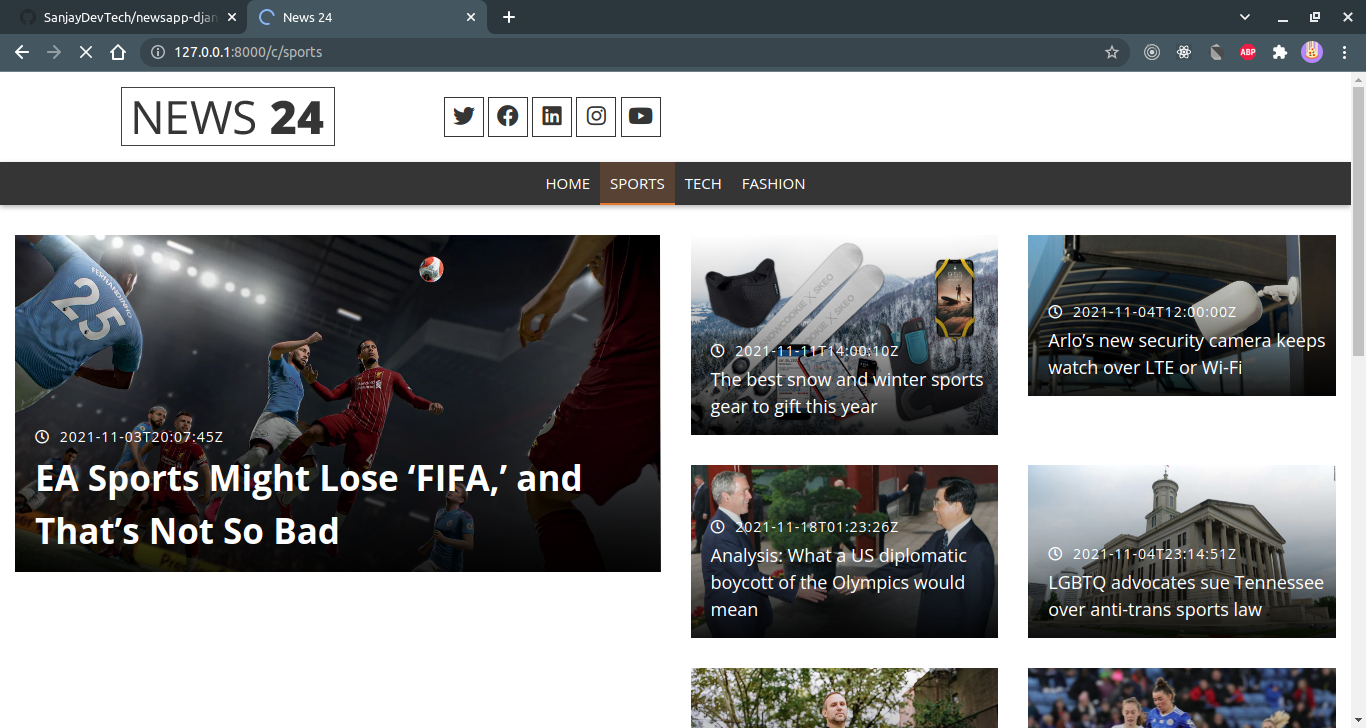 SanjayDevTech/newsapp-djan
News 24
127.0.0.1:8000/c/sports
ABP
NEWS 24
HOME
SPORTS
TECH
FASHION
FERNANDINHO
25
2021-11-03T20:07:45Z
EA Sports Might Lose ‘FIFA,’ and
That’s Not So Bad
2021-11-11T14:00:10Z
The best snow and winter sports
gear to gift this year
2021-11-04T12:00:00Z
Arlo’s new security camera keeps
watch over LTE or Wi-Fi
2021-11-18T01:23:26Z
Analysis: What a US diplomatic
boycott of the Olympics would
mean
2021-11-04T23:14:51Z
LGBTQ advocates sue Tennessee
over anti-trans sports law